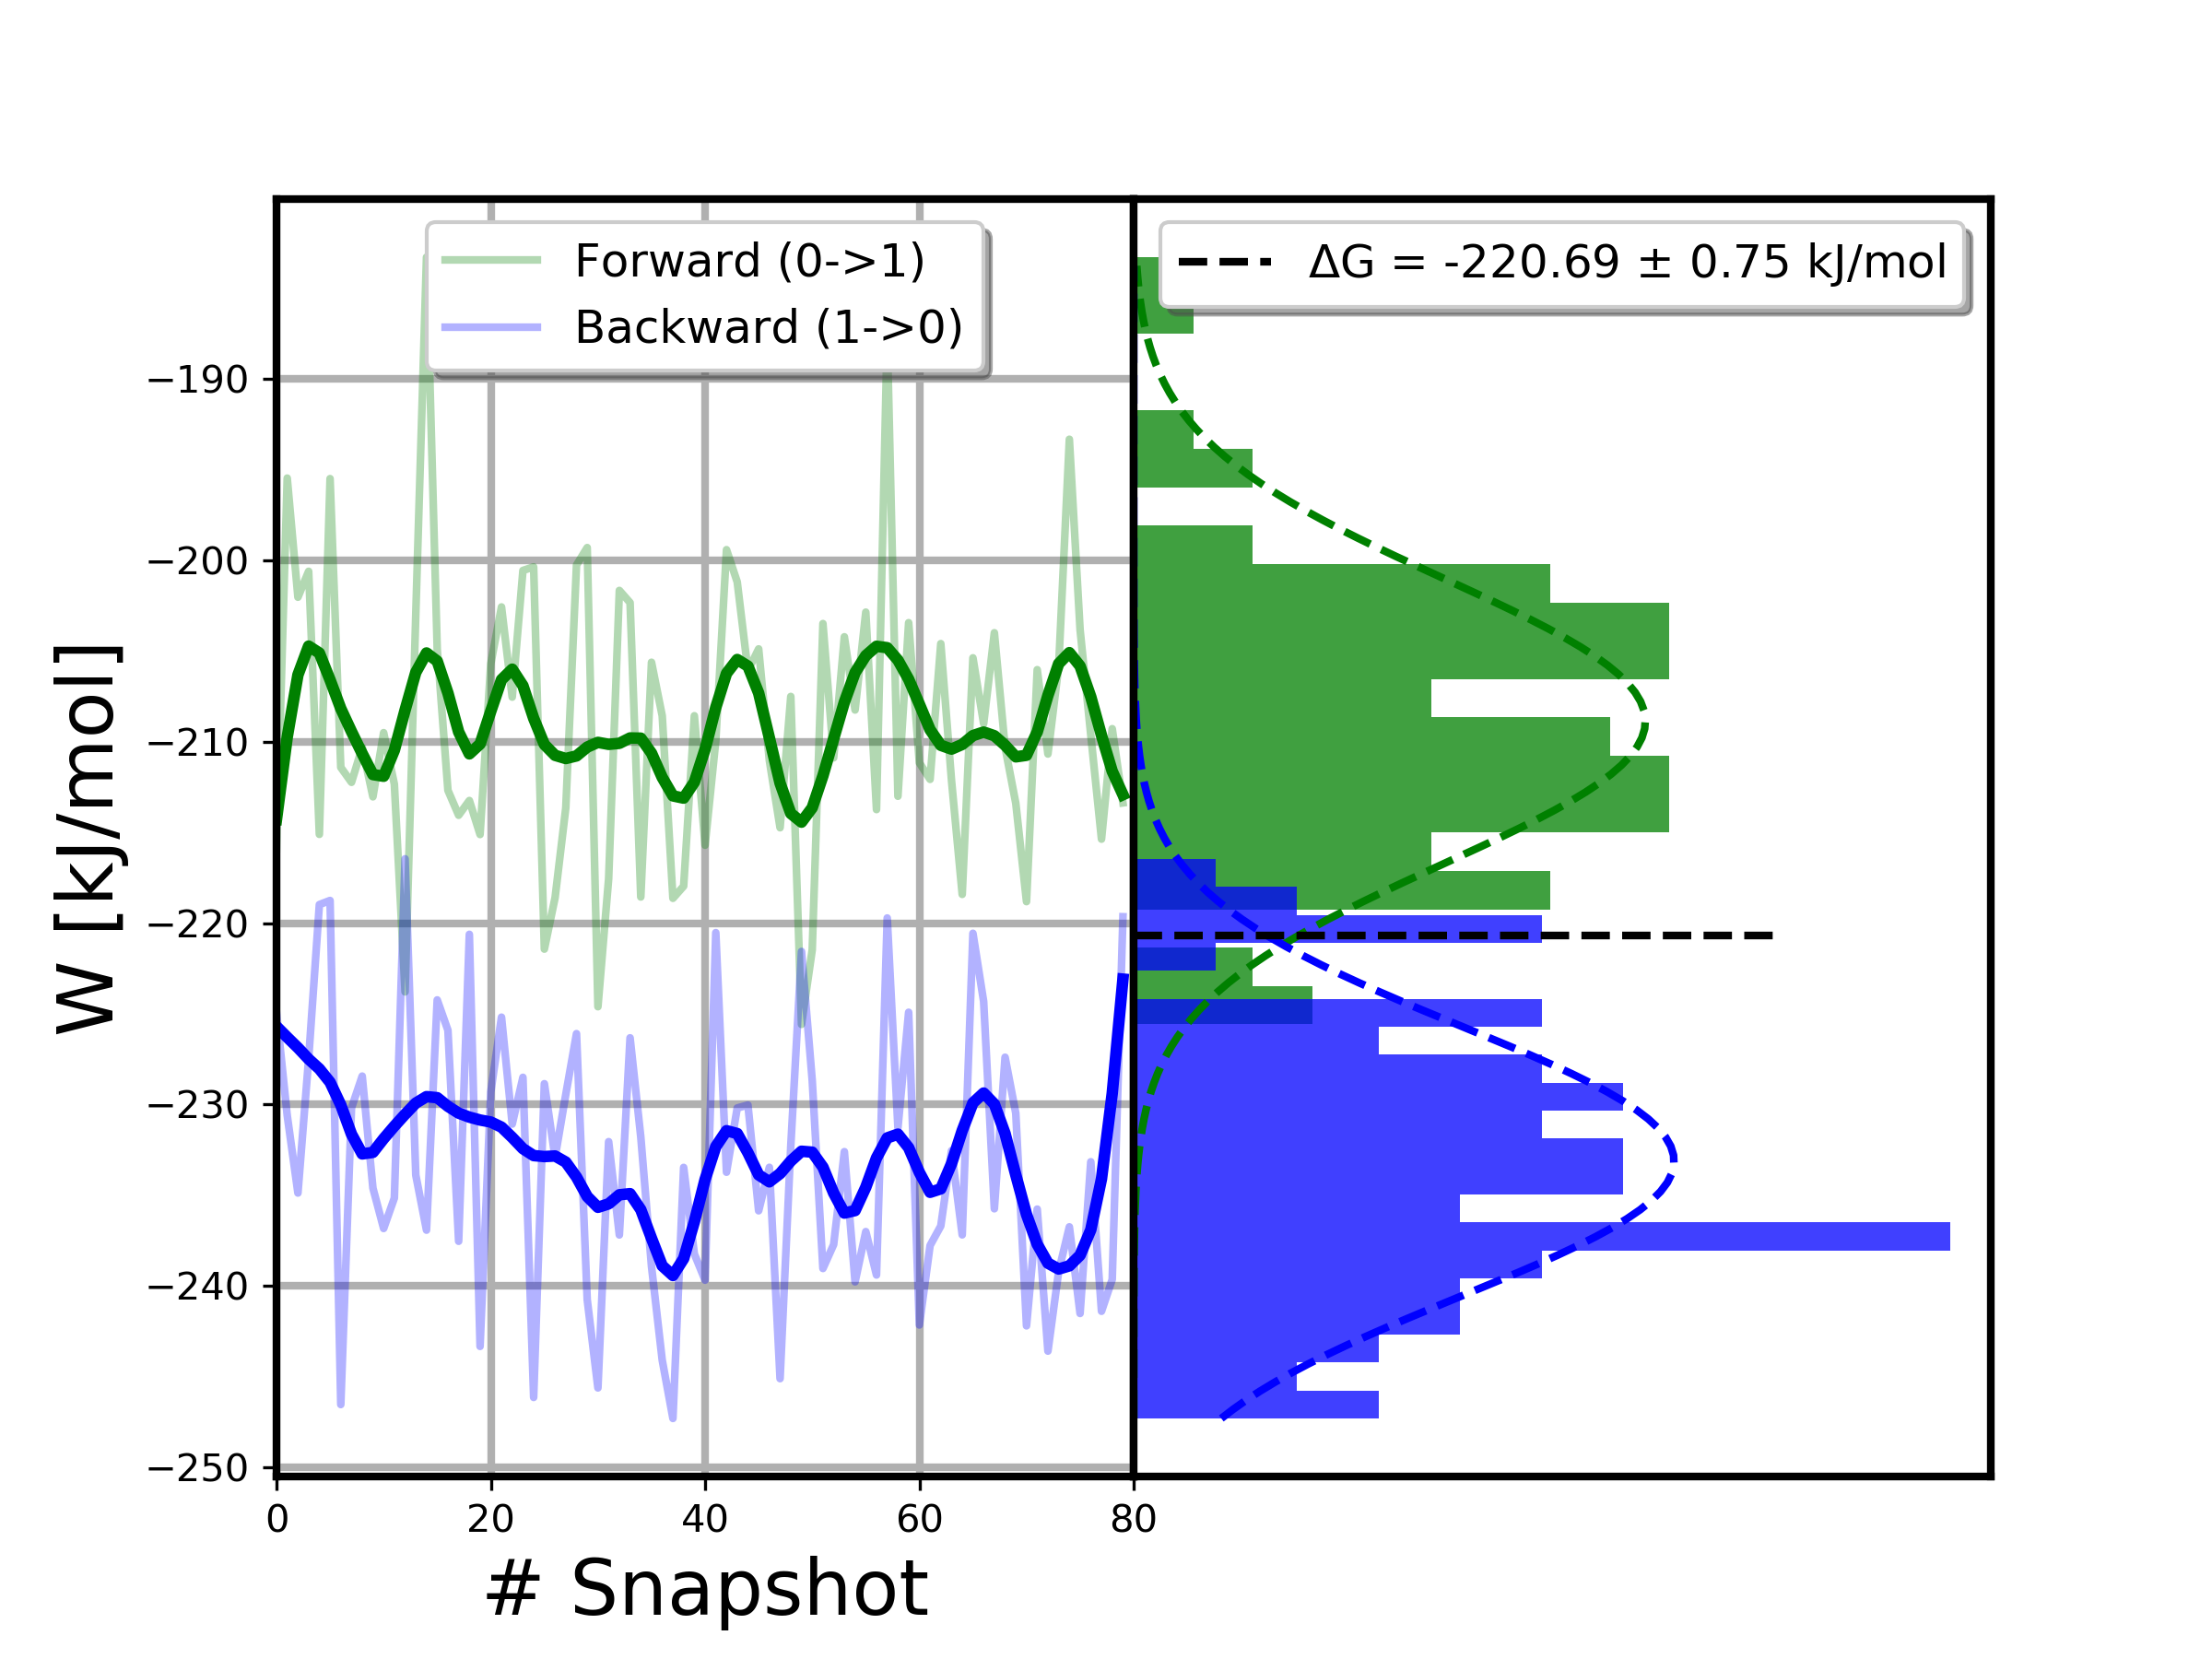 Forward (0->1)
Backward (1->0)
ΔG = -220.69 ± 0.75 kJ/mol
W [kJ/mol]
−190
−200
−210
−220
−230
−240
−250
0 20 40 60 80
# Snapshot